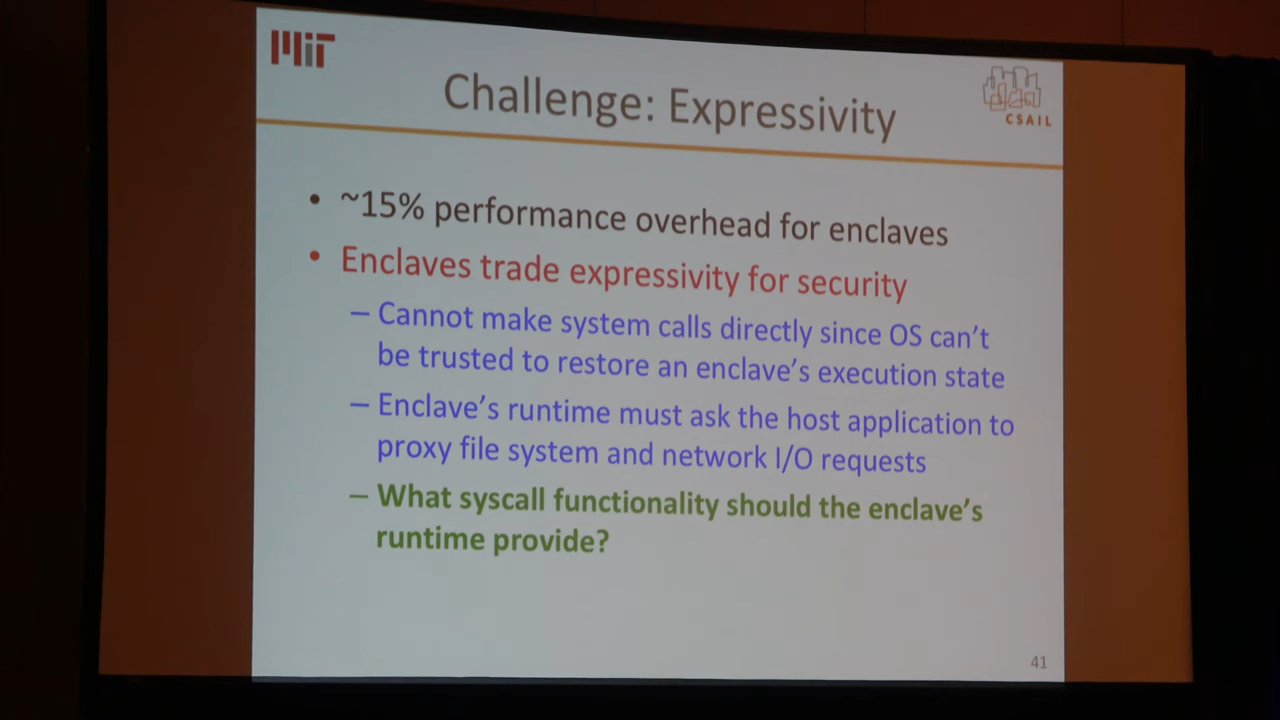 MIT
Challenge: Expressivity
CSAIL
• ~15% performance overhead for enclaves
• Enclaves trade expressivity for security
– Cannot make system calls directly since OS can't
be trusted to restore an enclave's execution state
– Enclave's runtime must ask the host application to
proxy file system and network I/O requests
– What syscall functionality should the enclave's
runtime provide?
41